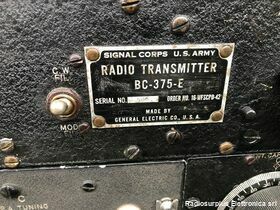 SIGNAL CORPS U.S. ARMY
RADIO TRANSMITTER
BC-375-E
SERIAL NO.
ORDER NO. 16-WFSCPD-42
MADE BY
GENERAL ELECTRIC CO., U.S.A.
C.W.
FIL.
MOD.
C
TUNING
Radiosurplus Elettronica srl